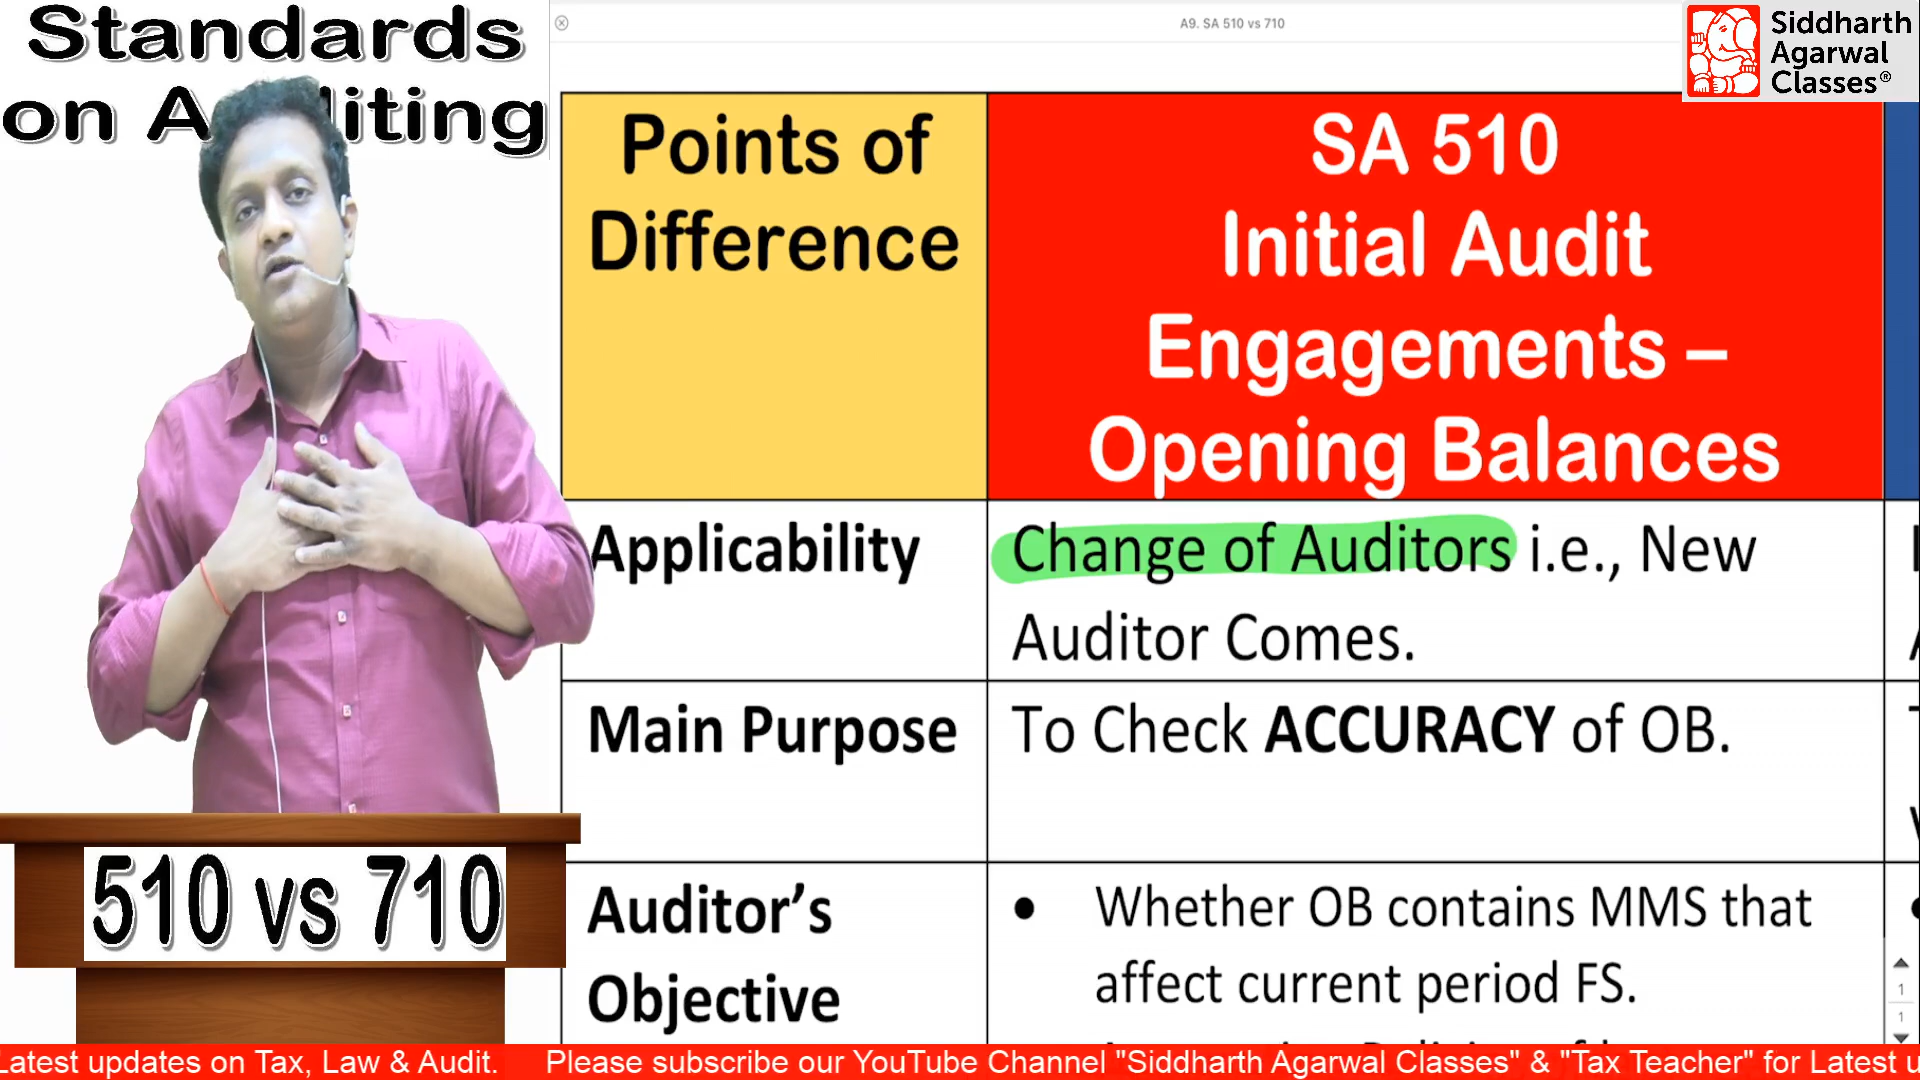 Standards
on Auditing
A9. SA 510 vs 710
Siddharth
Agarwal
Classes®
Points of
Difference
SA 510
Initial Audit
Engagements –
Opening Balances
Applicability
Change of Auditors i.e., New
Auditor Comes.
Main Purpose
To Check ACCURACY of OB.
Auditor’s
Objective
• Whether OB contains MMS that
affect current period FS.
510 vs 710
1
1
Latest updates on Tax, Law & Audit. Please subscribe our YouTube Channel "Siddharth Agarwal Classes" & "Tax Teacher" for Latest u